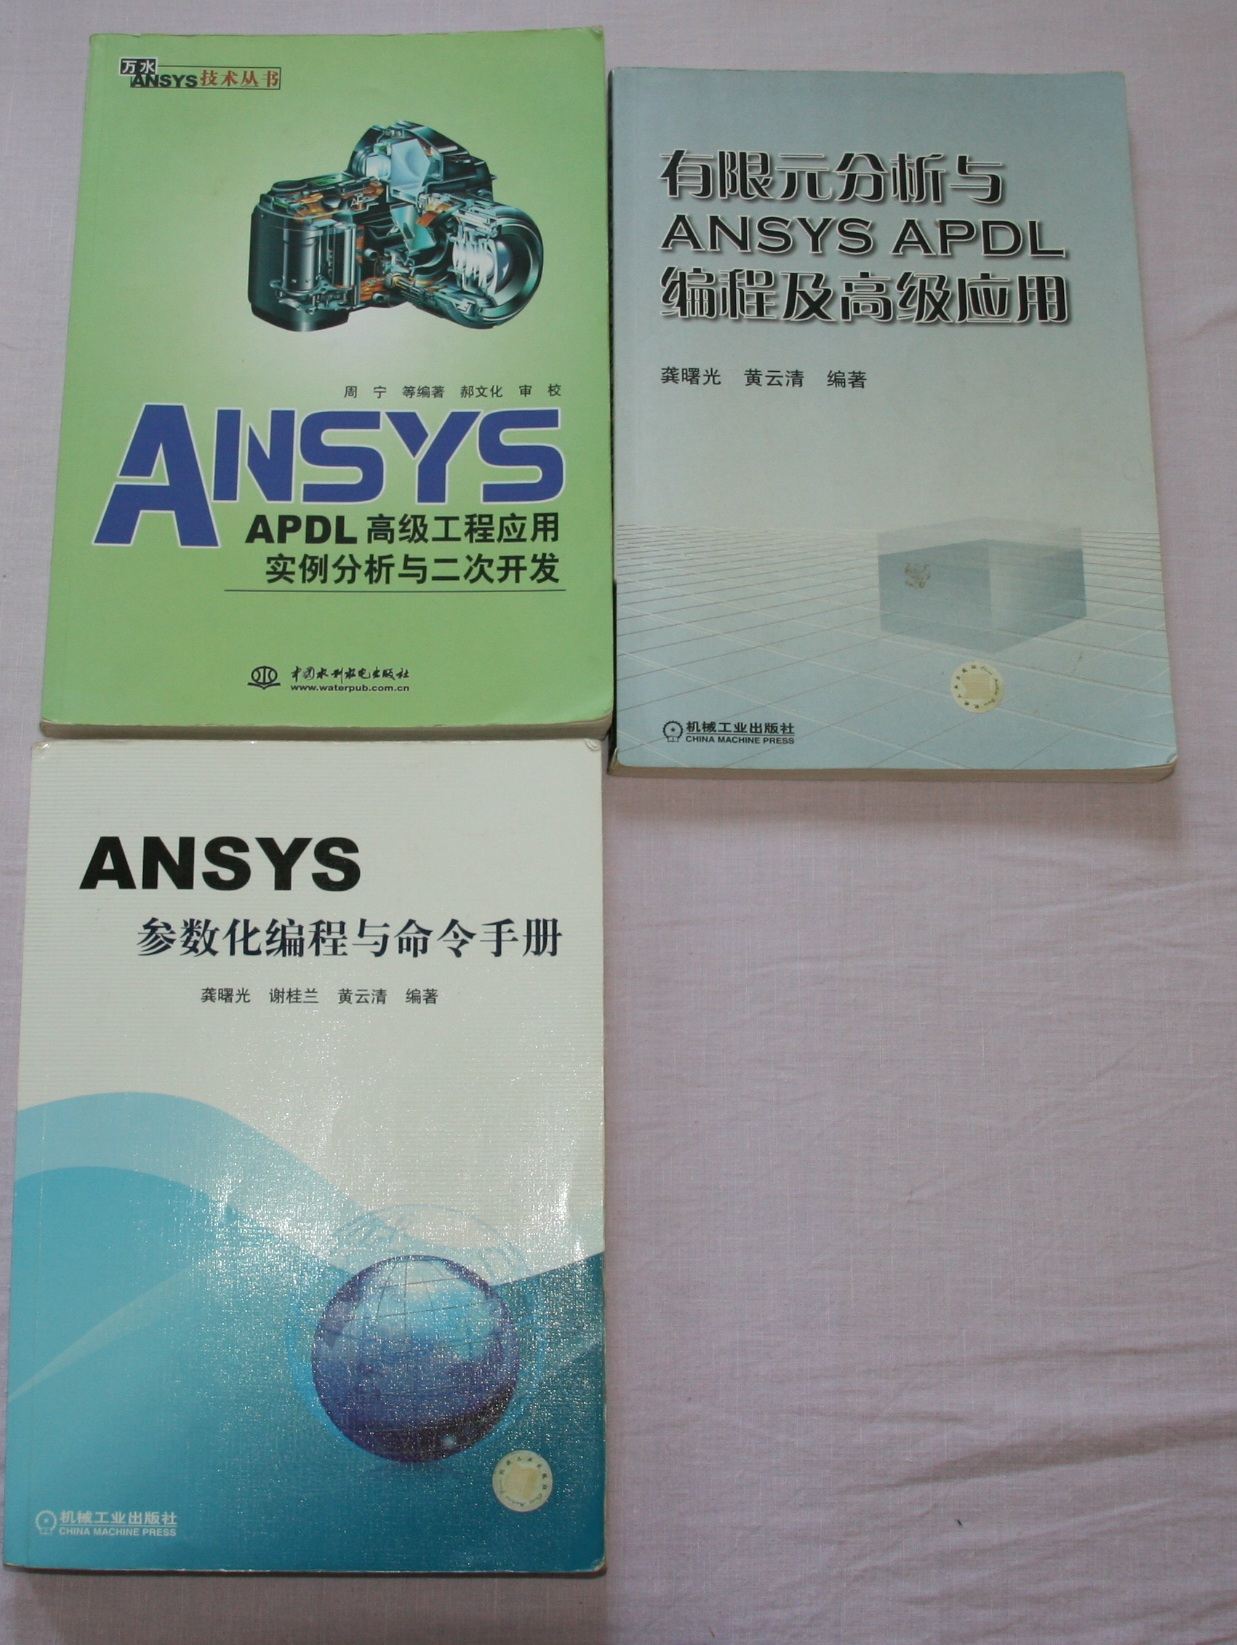 万水
ANSYS技术丛书
周 宁 等编著 郝文化 审 校
ANSYS
APDL 高级工程应用
实例分析与二次开发
中国水利水电出版社
www.waterpub.com.cn
有限元分析与
ANSYS APDL
编程及高级应用
龚曙光 黄云清 编著
机械工业出版社
CHINA MACHINE PRESS
ANSYS
参数化编程与命令手册
龚曙光 谢桂兰 黄云清 编著
机械工业出版社
CHINA MACHINE PRESS